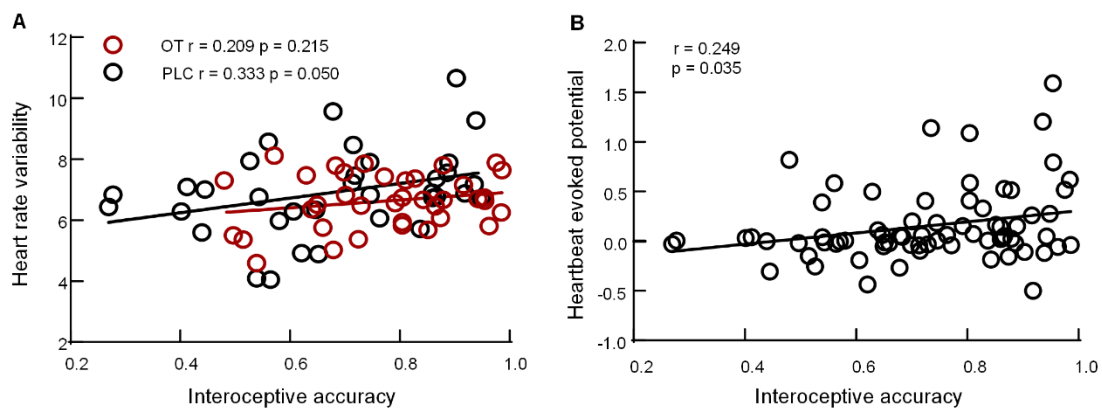 A
OT r = 0.209 p = 0.215
PLC r = 0.333 p = 0.050
Heart rate variability
12
10
8
6
4
2
0.2
0.4
0.6
0.8
1.0
Interoceptive accuracy
B
r = 0.249
p = 0.035
Heartbeat evoked potential
2.0
1.5
1.0
0.5
0.0
-0.5
-1.0
0.2
0.4
0.6
0.8
1.0
Interoceptive accuracy